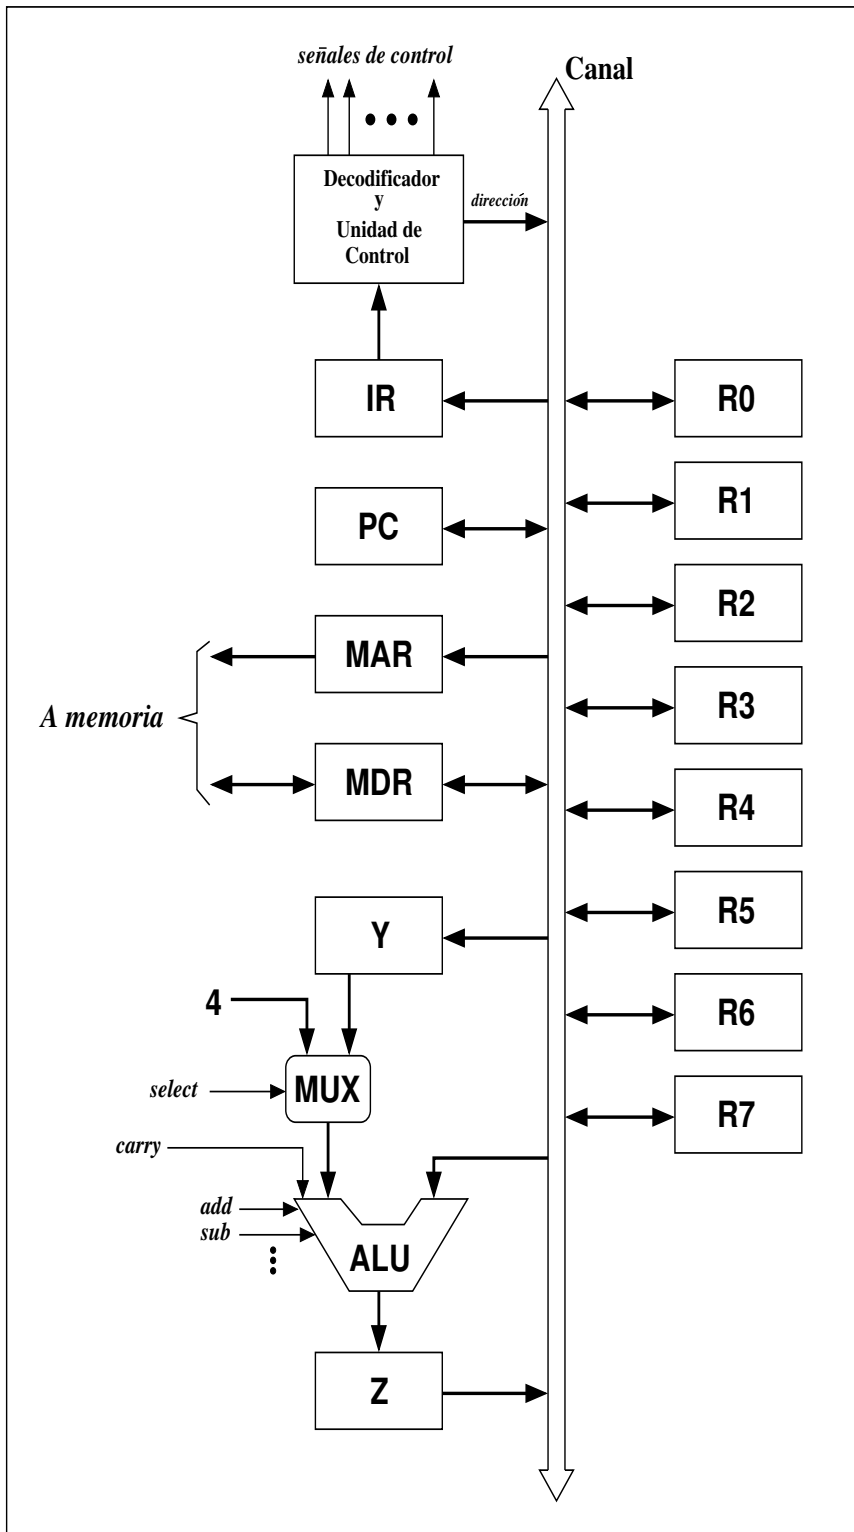 señales de control
Canal
Decodificador
y
Unidad de
Control
dirección
IR
R0
PC
R1
R2
MAR
A memoria
R3
MDR
R4
Y
R5
4
R6
select
MUX
R7
carry
add
sub
ALU
Z